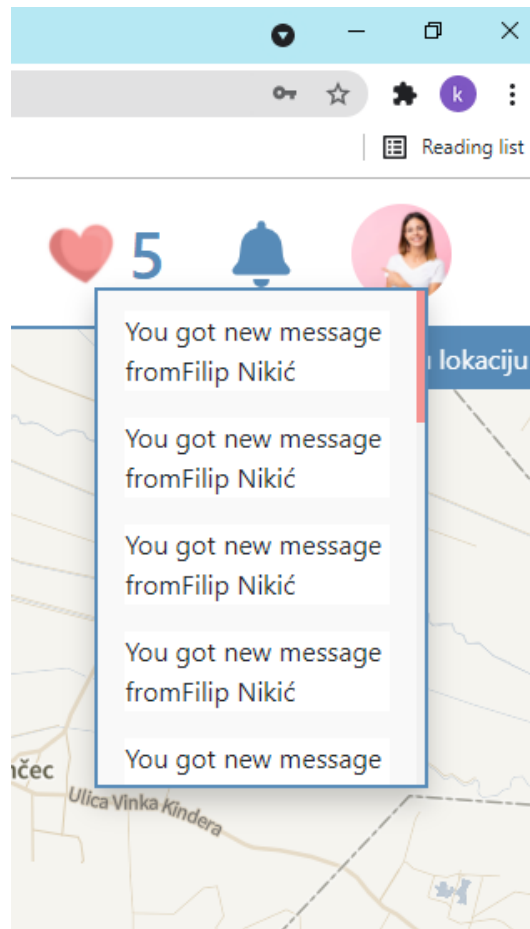 k
Reading list
5
You got new message
fromFilip Nikić
lokaciju
You got new message
fromFilip Nikić
You got new message
fromFilip Nikić
You got new message
fromFilip Nikić
You got new message
nčec
Ulica Vinka Kindera